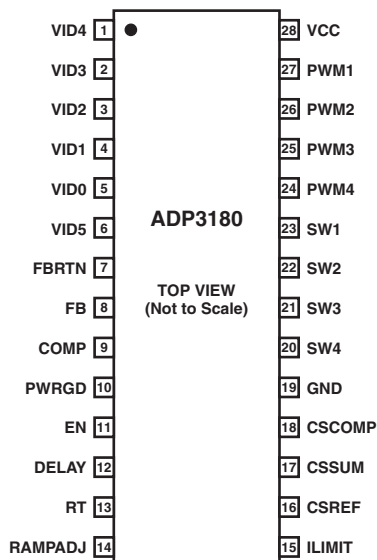 VID4 1 28 VCC
VID3 2 27 PWM1
VID2 3 26 PWM2
VID1 4 25 PWM3
VID0 5 24 PWM4
ADP3180
VID5 6 23 SW1
FBRTN 7 22 SW2
TOP VIEW
(Not to Scale)
FB 8 21 SW3
COMP 9 20 SW4
PWRGD 10 19 GND
EN 11 18 CSCOMP
DELAY 12 17 CSSUM
RT 13 16 CSREF
RAMPADJ 14 15 ILIMIT